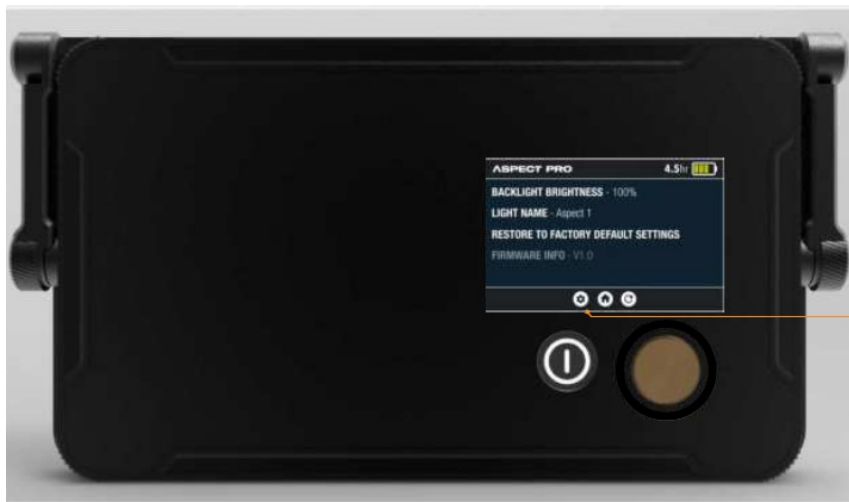 ASPECT PRO 4.5hr
BACKLIGHT BRIGHTNESS - 100%
LIGHT NAME - Aspect 1
RESTORE TO FACTORY DEFAULT SETTINGS
FIRMWARE INFO - V1.0